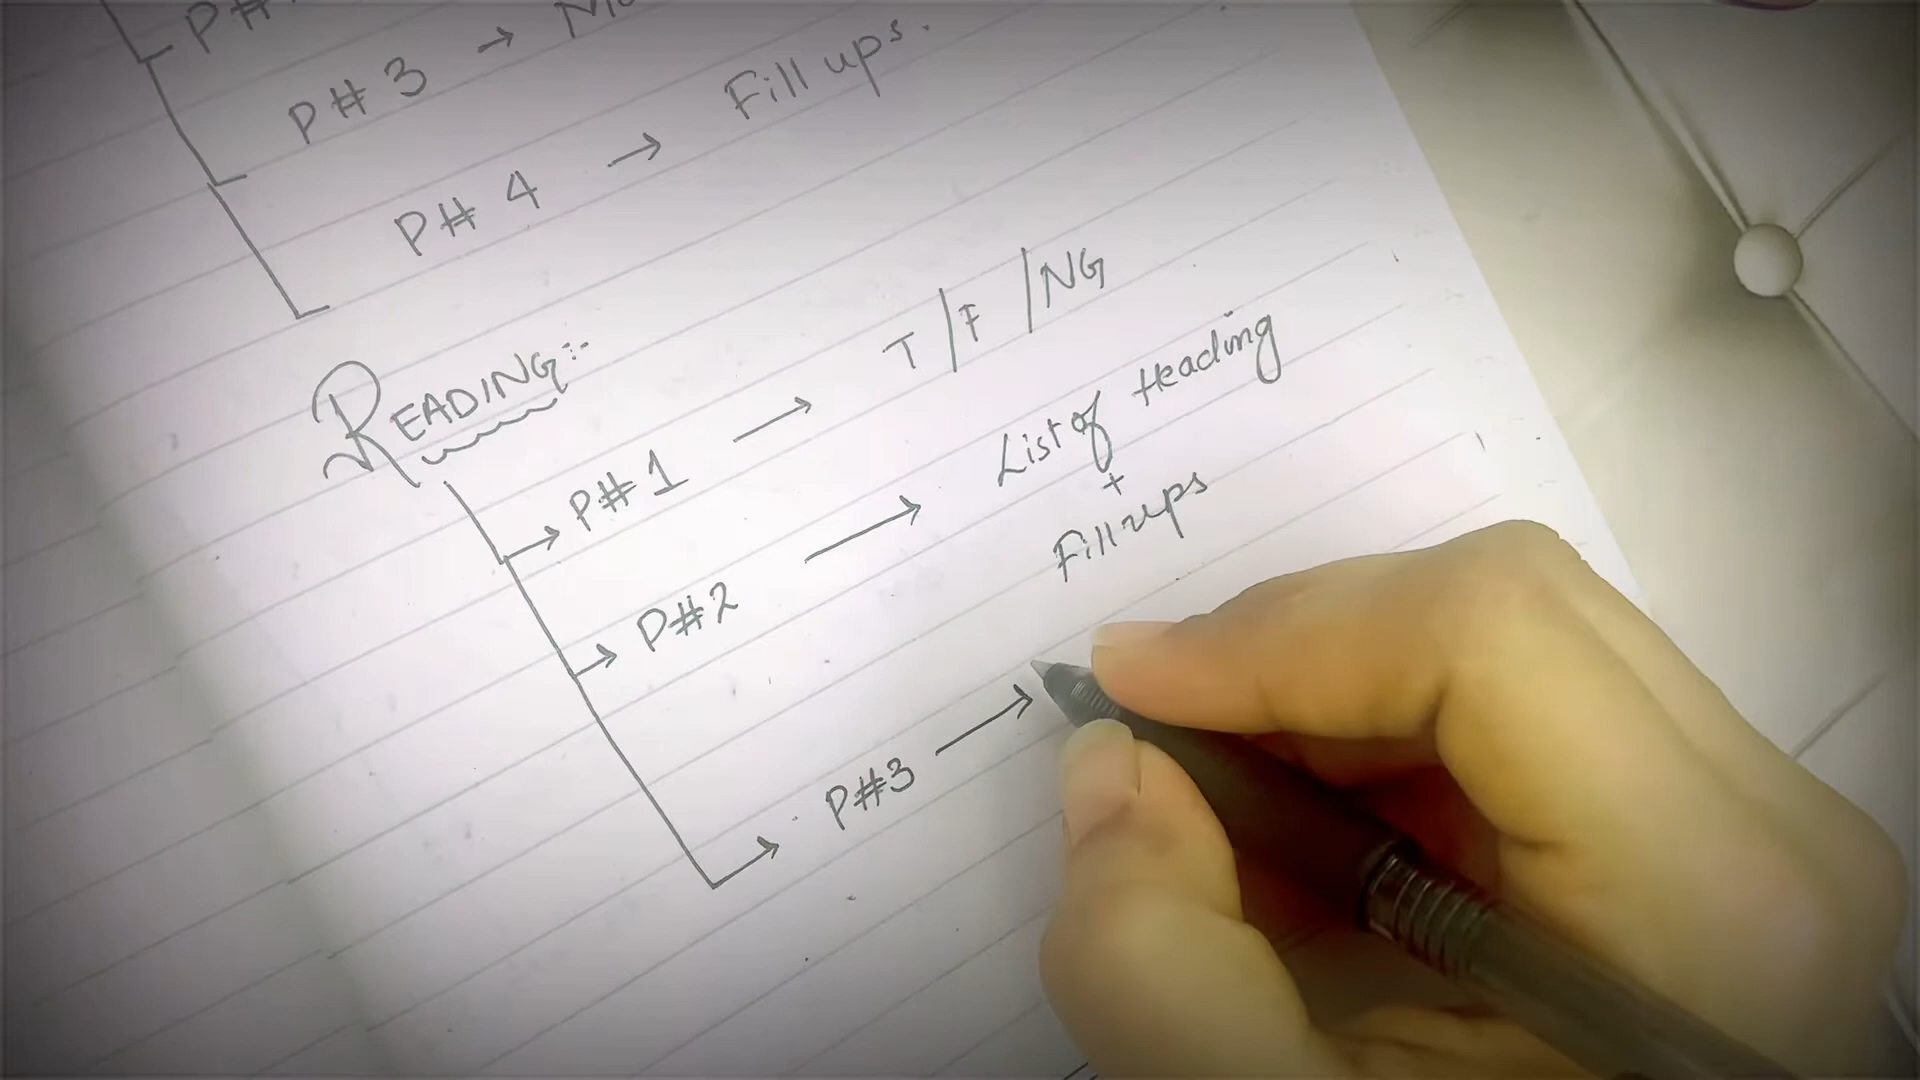 P#
P# 3 →
P# 4 → Fill ups.
READING:-
→ P# 1 → T/F/NG
→ P#2 → List of Heading
+
Fill ups
→ P#3 →